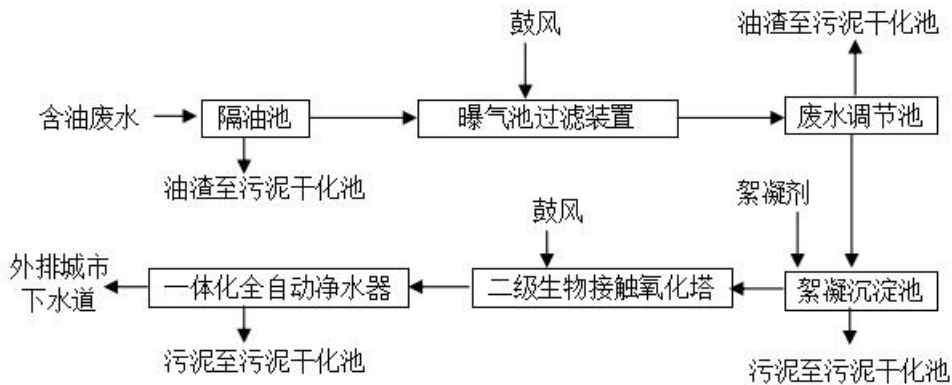 鼓风
油渣至污泥干化池
含油废水
隔油池
曝气池过滤装置
废水调节池
油渣至污泥干化池
鼓风
絮凝剂
外排城市
下水道
一体化全自动净水器
二级生物接触氧化塔
絮凝沉淀池
污泥至污泥干化池
污泥至污泥干化池